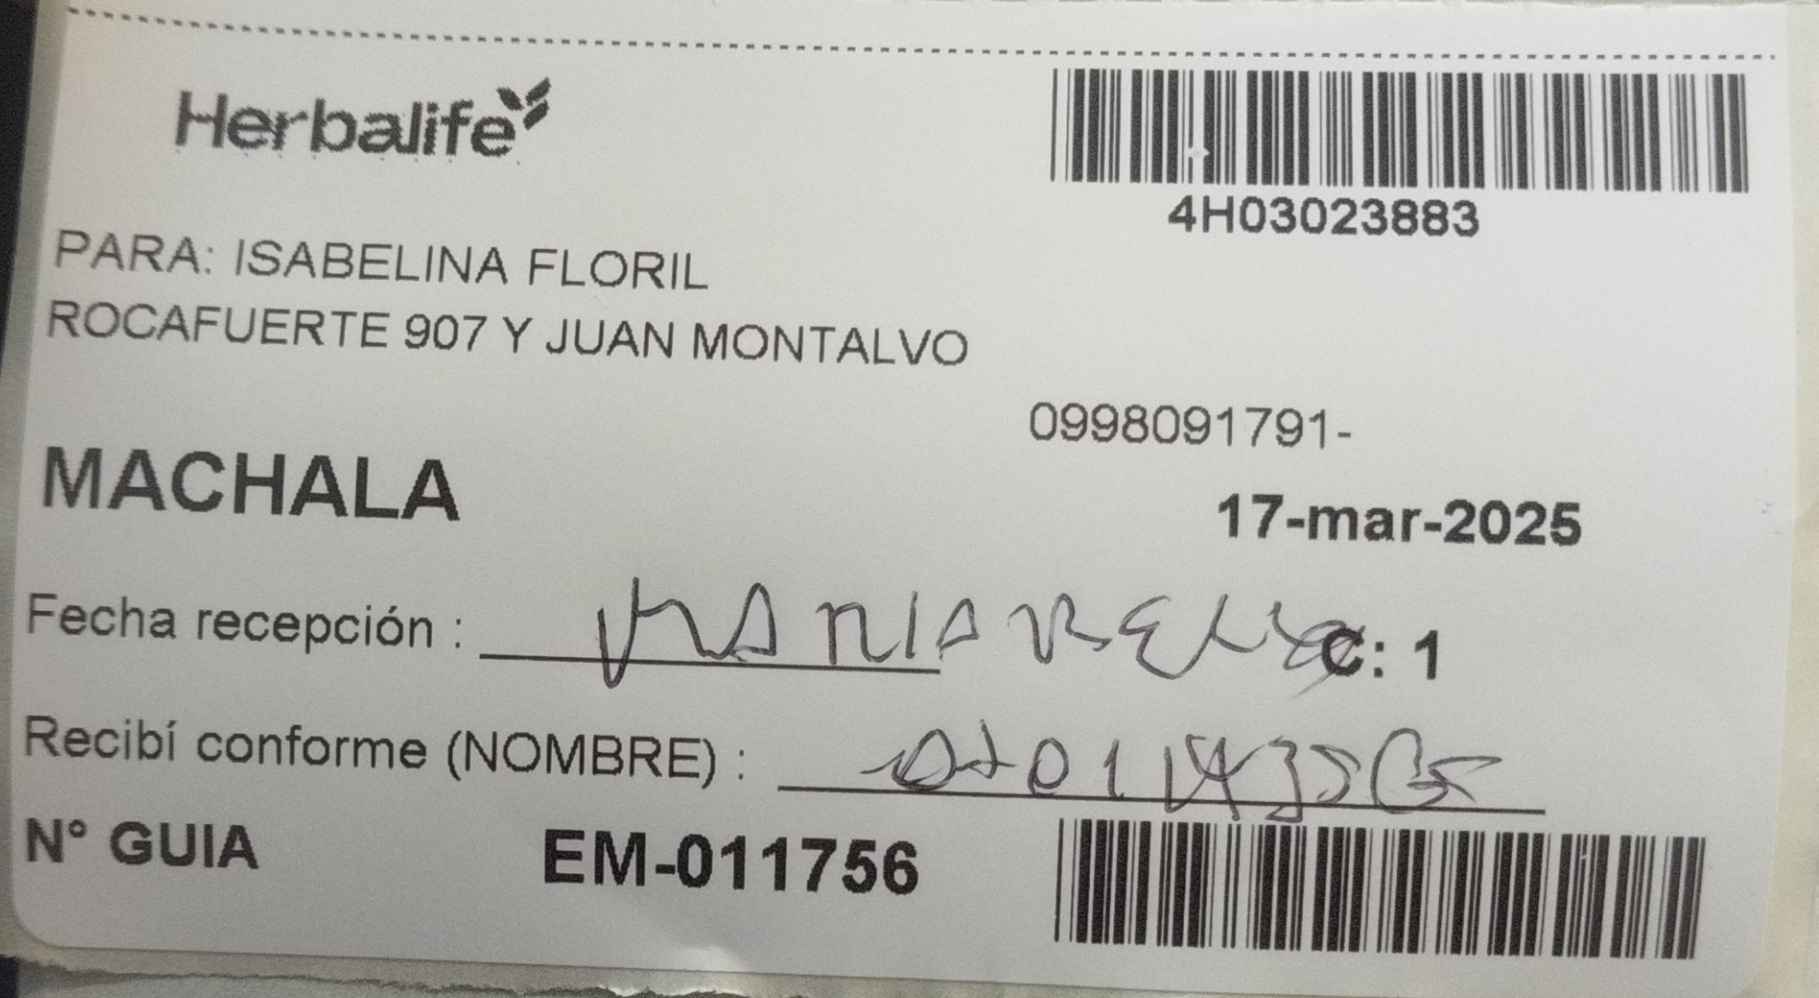 Herbalife
4H03023883
PARA: ISABELINA FLORIL
ROCAFUERTE 907 Y JUAN MONTALVO
0998091791-
MACHALA
17-mar-2025
Fecha recepción : MARIA
C: 1
Recibí conforme (NOMBRE) :
N° GUIA EM-011756